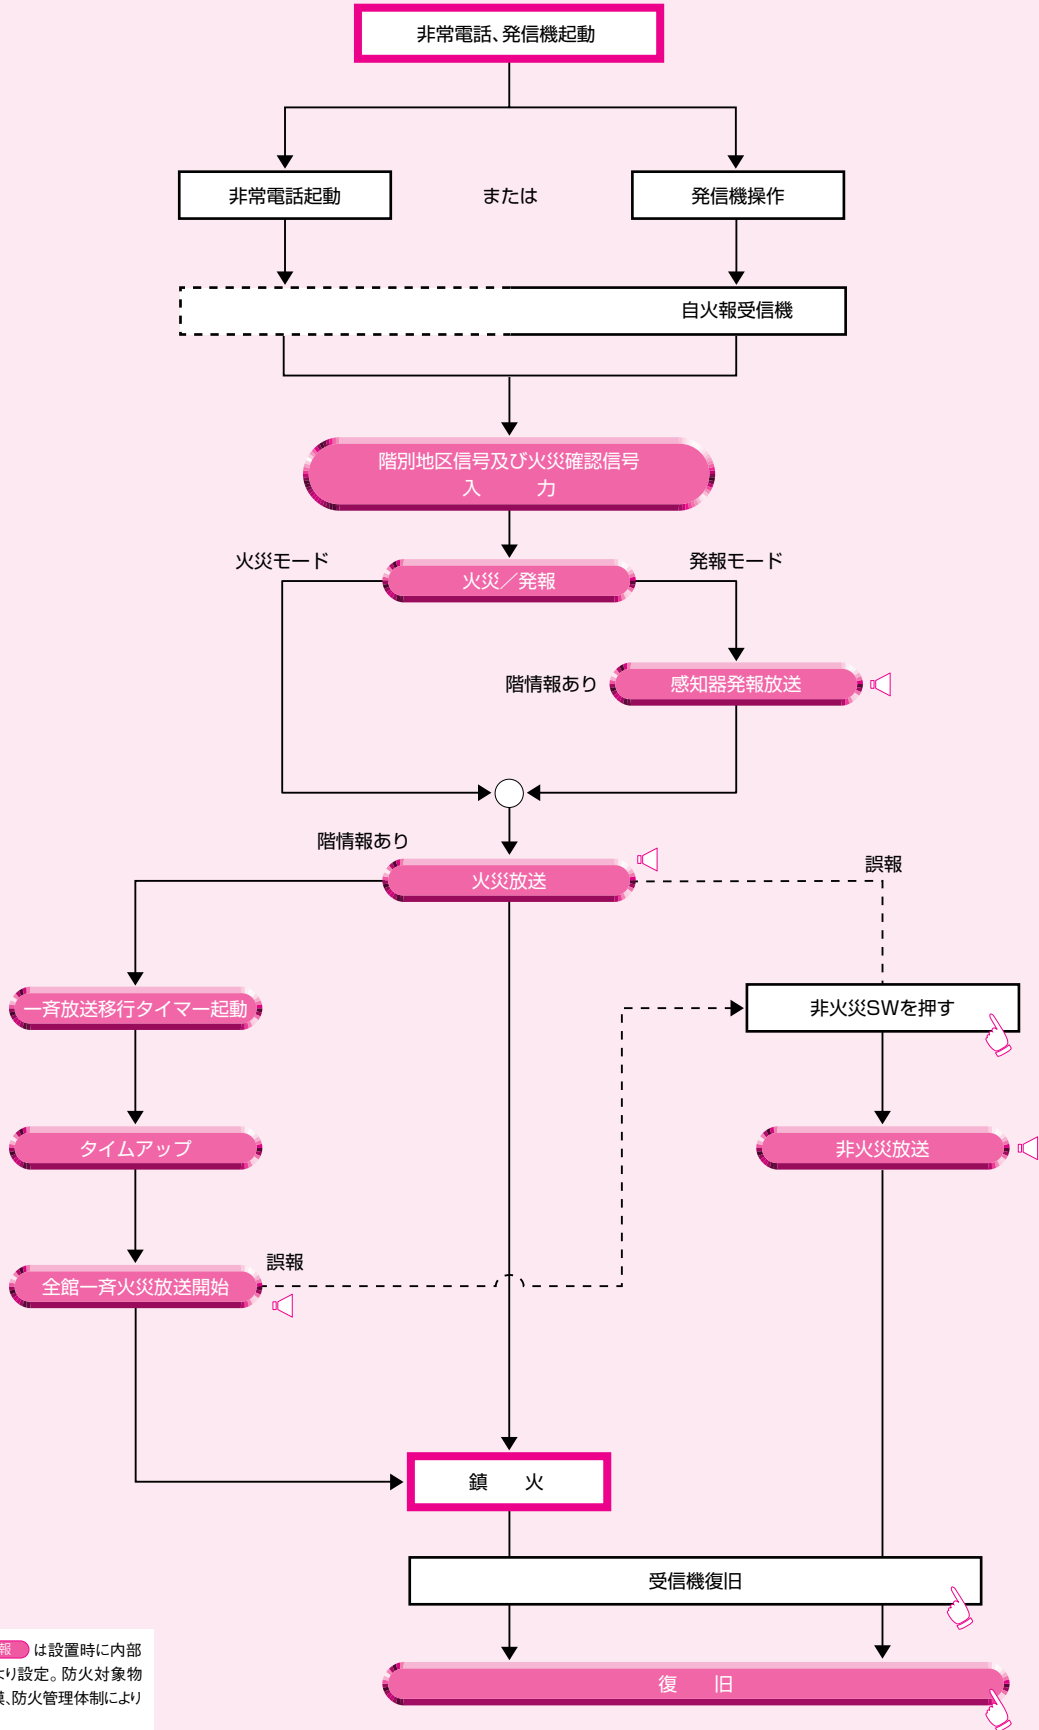 非常電話、発信機起動
非常電話起動
または
発信機操作
自火報受信機
階別地区信号及び火災確認信号
入　　力
火災モード
発報モード
火災／発報
階情報あり
感知器発報放送
階情報あり
火災放送
誤報
一斉放送移行タイマー起動
非火災SWを押す
タイムアップ
非火災放送
誤報
全館一斉火災放送開始
鎮　火
受信機復旧
報 は設置時に内部
り設定。防火対象物
、防火管理体制により
復　旧